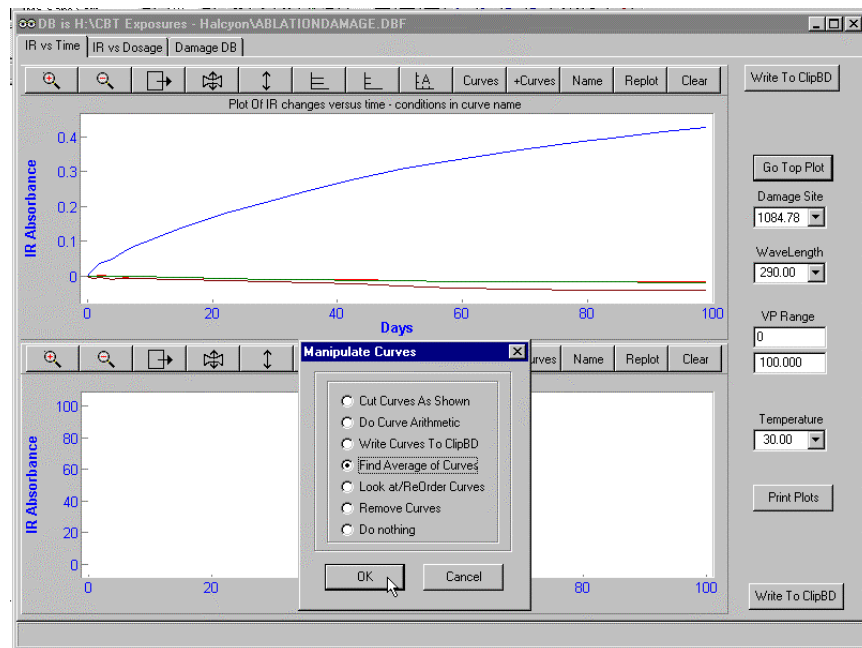 DB is H:\CBT Exposures - Halcyon\ABLATIONDAMAGE.DBF
IR vs Time IR vs Dosage Damage DB
Curves +Curves Name Replot Clear
Write To ClipBD
Plot Of IR changes versus time - conditions in curve name
IR Absorbance
0.4
0.3
0.2
0.1
0
0 20 40 60 80 100
Days
Go Top Plot
Damage Site
1084.78
WaveLength
290.00
VP Range
0
100.000
Temperature
30.00
Print Plots
Write To ClipBD
urves Name Replot Clear
IR Absorbance
100
80
60
40
20
0
0 20 80 100
Manipulate Curves
Cut Curves As Shown
Do Curve Arithmetic
Write Curves To ClipBD
Find Average of Curves
Look at/ReOrder Curves
Remove Curves
Do nothing
OK Cancel